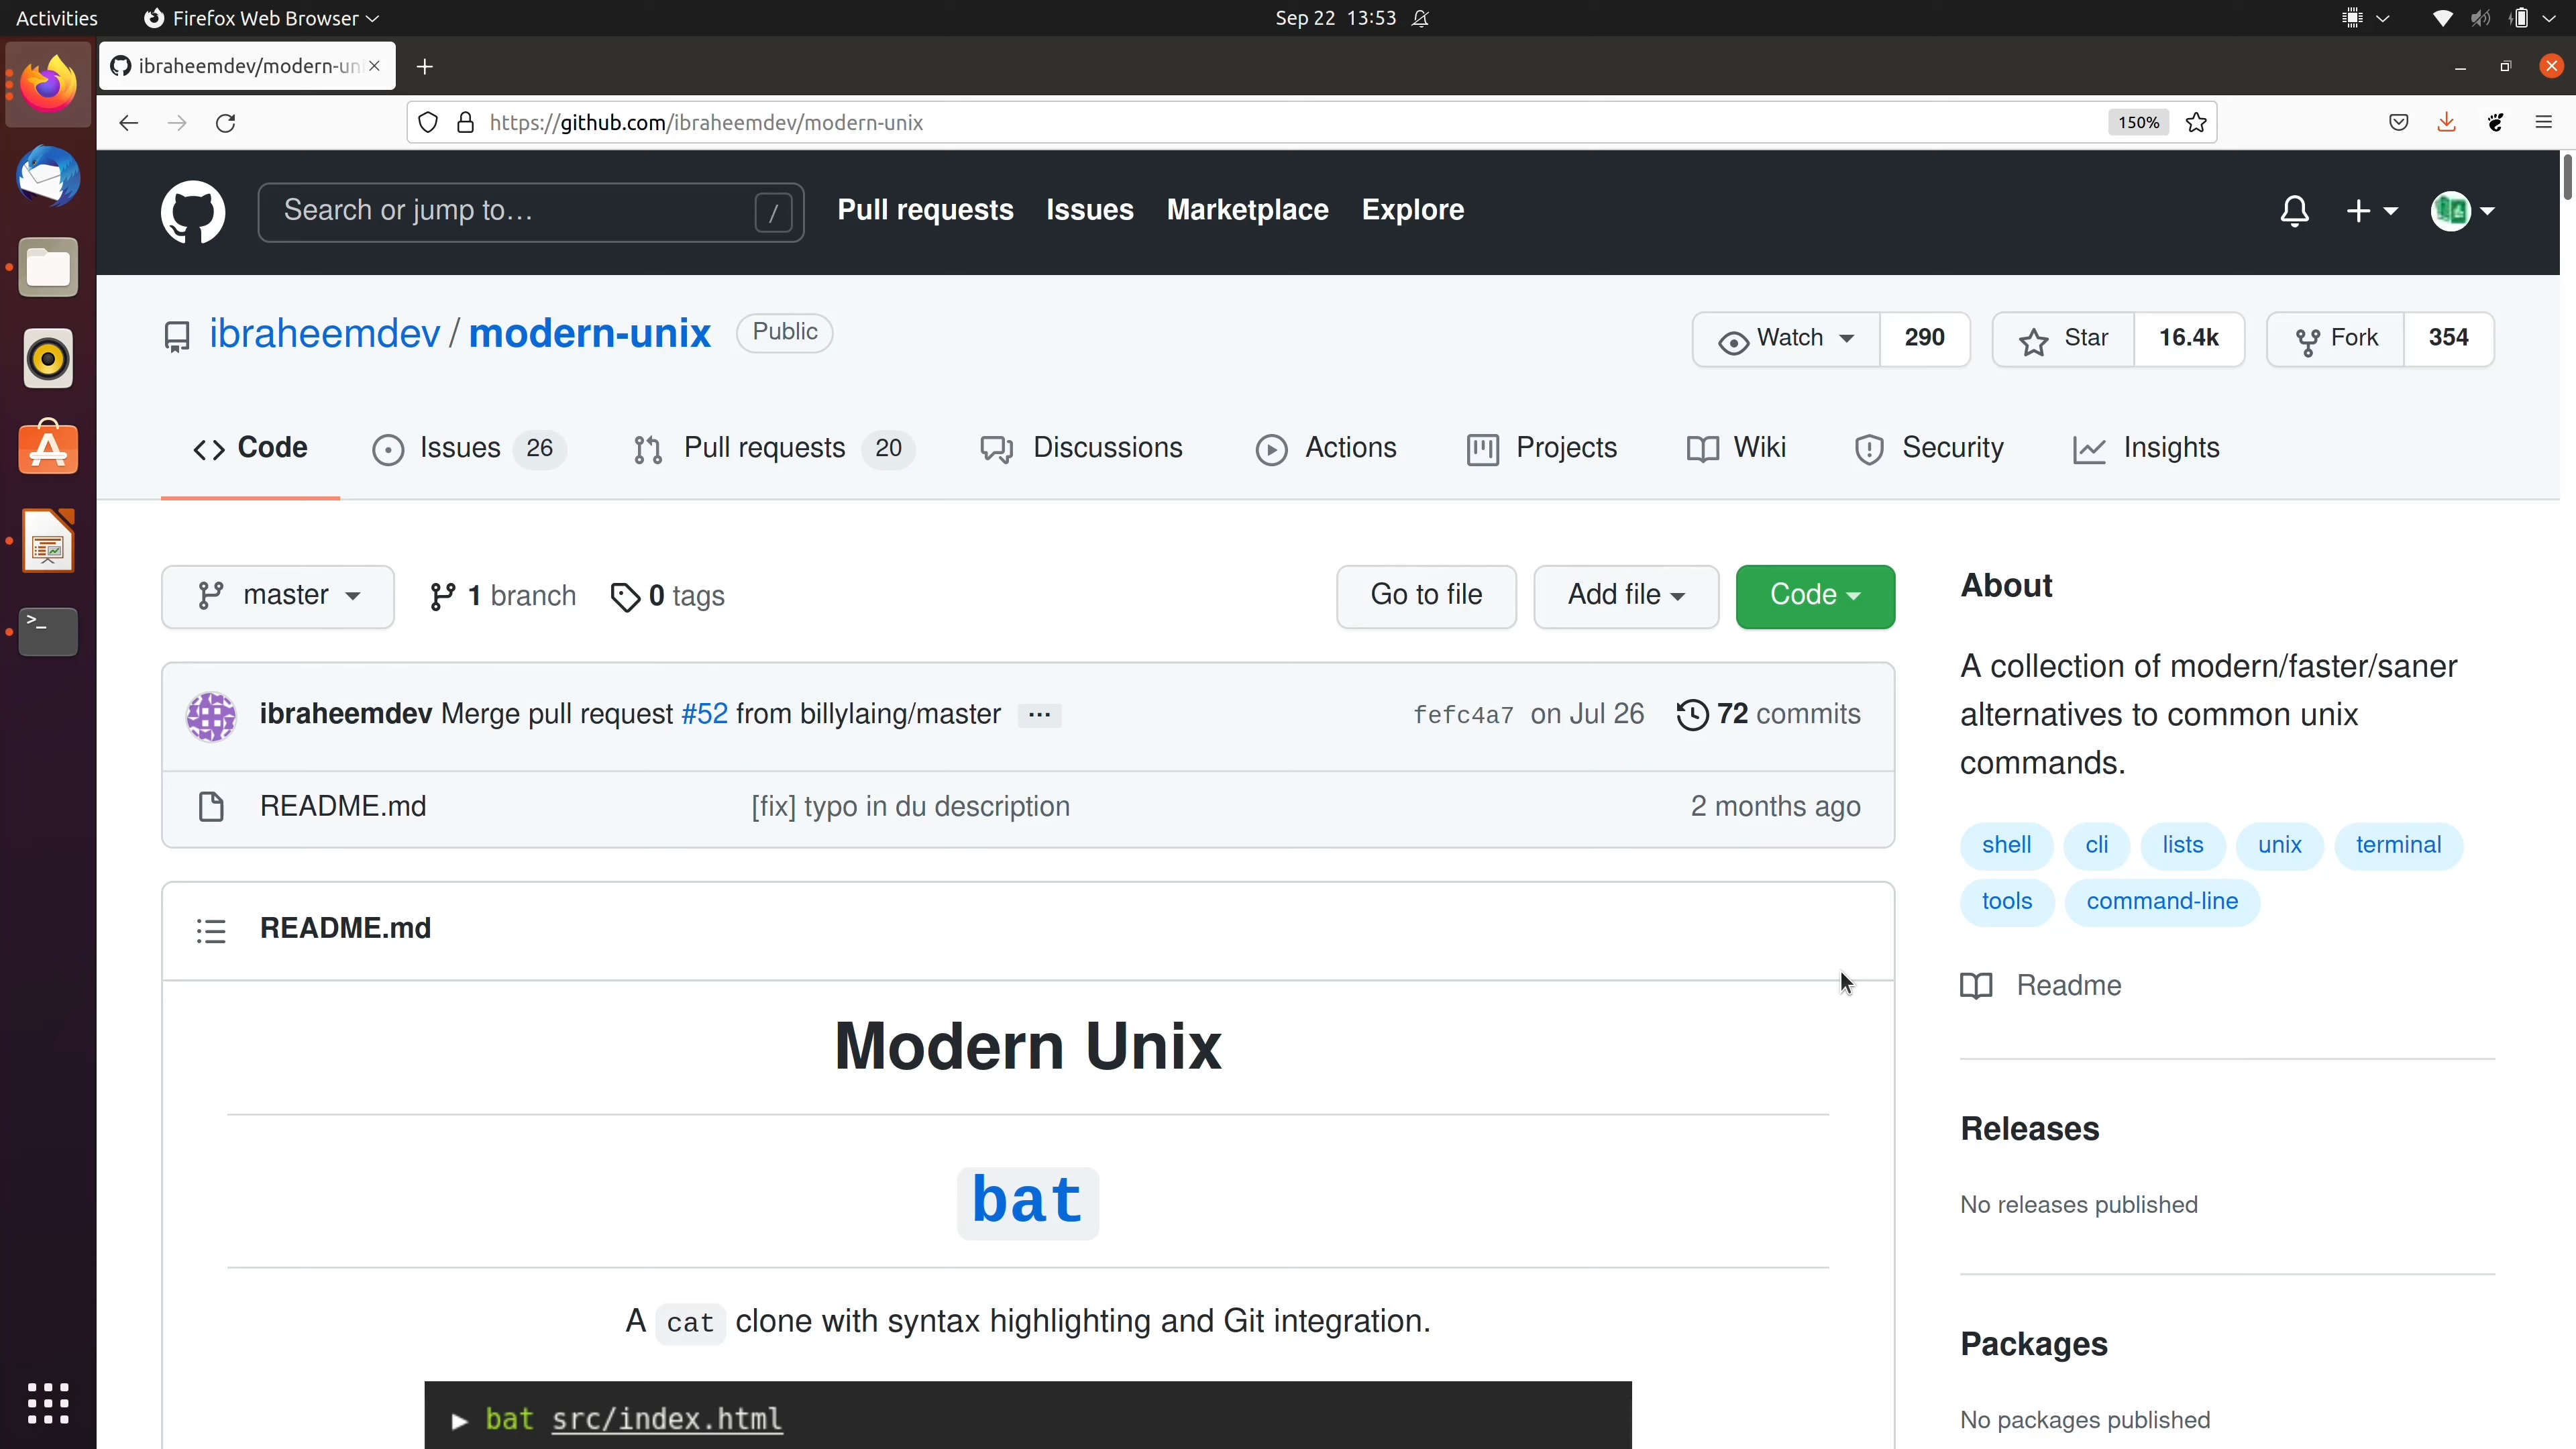 Activities Firefox Web Browser Sep 22 13:53
ibraheemdev/modern-uni
https://github.com/ibraheemdev/modern-unix 150%
Search or jump to… / Pull requests Issues Marketplace Explore
ibraheemdev / modern-unix Public Watch 290 Star 16.4k Fork 354
Code Issues 26 Pull requests 20 Discussions Actions Projects Wiki Security Insights
master 1 branch 0 tags Go to file Add file Code
ibraheemdev Merge pull request #52 from billylaing/master ... fefc4a7 on Jul 26 72 commits
README.md [fix] typo in du description 2 months ago
README.md
Modern Unix
bat
A cat clone with syntax highlighting and Git integration.
bat src/index.html
About
A collection of modern/faster/saner
alternatives to common unix
commands.
shell cli lists unix terminal
tools command-line
Readme
Releases
No releases published
Packages
No packages published